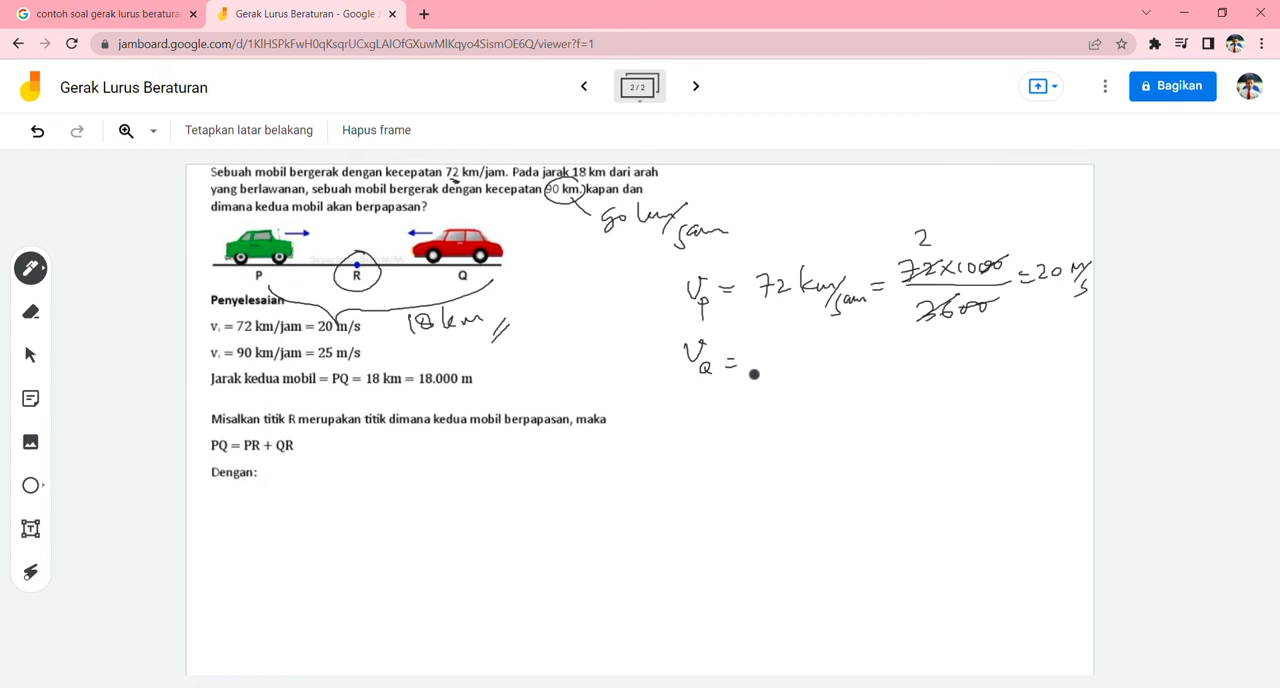 contoh soal gerak lurus beratura
Gerak Lurus Beraturan - Google J
jamboard.google.com/d/1KlHSPkFwH0qKsqrUCxgLAIOfGXuwMlKqyo4SismOE6Q/viewer?f=1
Gerak Lurus Beraturan
2 / 2
Bagikan
Tetapkan latar belakang
Hapus frame
Sebuah mobil bergerak dengan kecepatan 72 km/jam. Pada jarak 18 km dari arah
yang berlawanan, sebuah mobil bergerak dengan kecepatan 90 km. kapan dan
dimana kedua mobil akan berpapasan?
90 km/jam
P
R
Q
18 km
2
Vp = 72 km/jam = 72 x 1000 / 3600 = 20 m/s
VQ =
Penyelesaian
v₁ = 72 km/jam = 20 m/s
v₁ = 90 km/jam = 25 m/s
Jarak kedua mobil = PQ = 18 km = 18.000 m
Misalkan titik R merupakan titik dimana kedua mobil berpapasan, maka
PQ = PR + QR
Dengan: